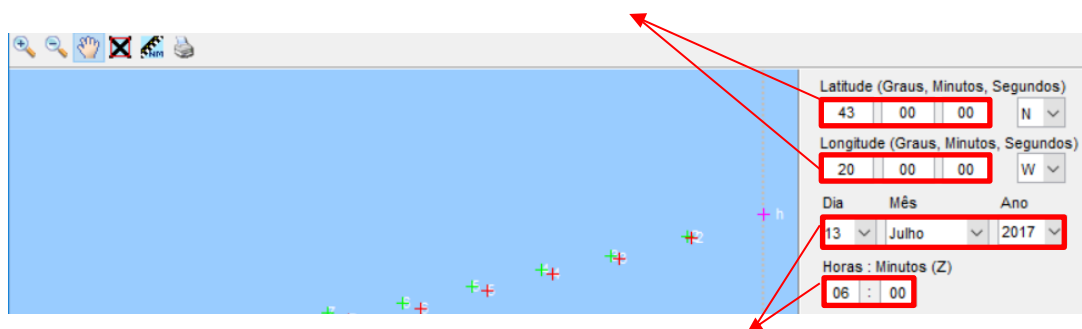 NM
Latitude (Graus, Minutos, Segundos)
43 00 00 N
Longitude (Graus, Minutos, Segundos)
20 00 00 W
Dia Mês Ano
13 Julho 2017
Horas : Minutos (Z)
06 : 00
h